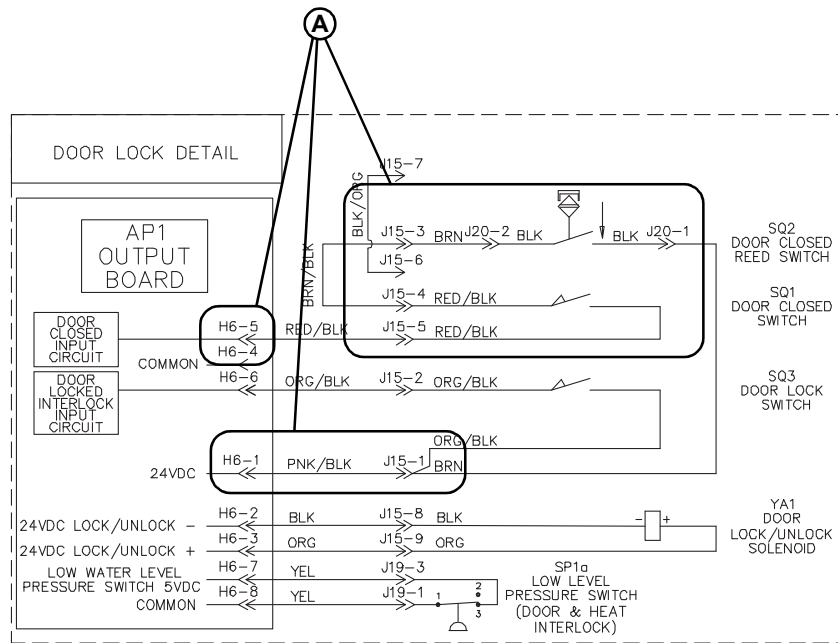 A
DOOR LOCK DETAIL
AP1
OUTPUT
BOARD
J15-7
BLK/ORG
J15-3 BRN J20-2 BLK BLK J20-1
SQ2
DOOR CLOSED
REED SWITCH
J15-6
BRN/BLK
J15-4 RED/BLK
SQ1
DOOR CLOSED
SWITCH
DOOR
CLOSED
INPUT
CIRCUIT
H6-5 RED/BLK J15-5 RED/BLK
COMMON H6-4
DOOR
LOCKED
INTERLOCK
INPUT
CIRCUIT
H6-6 ORG/BLK J15-2 ORG/BLK
SQ3
DOOR LOCK
SWITCH
ORG/BLK
24VDC H6-1 PNK/BLK J15-1 BRN
24VDC LOCK/UNLOCK - H6-2 BLK J15-8 BLK - +
YA1
DOOR
LOCK/UNLOCK
SOLENOID
24VDC LOCK/UNLOCK + H6-3 ORG J15-9 ORG
LOW WATER LEVEL
PRESSURE SWITCH 5VDC
H6-7 YEL J19-3
COMMON H6-8 YEL J19-1 1 2 3
SP1a
LOW LEVEL
PRESSURE SWITCH
(DOOR & HEAT
INTERLOCK)